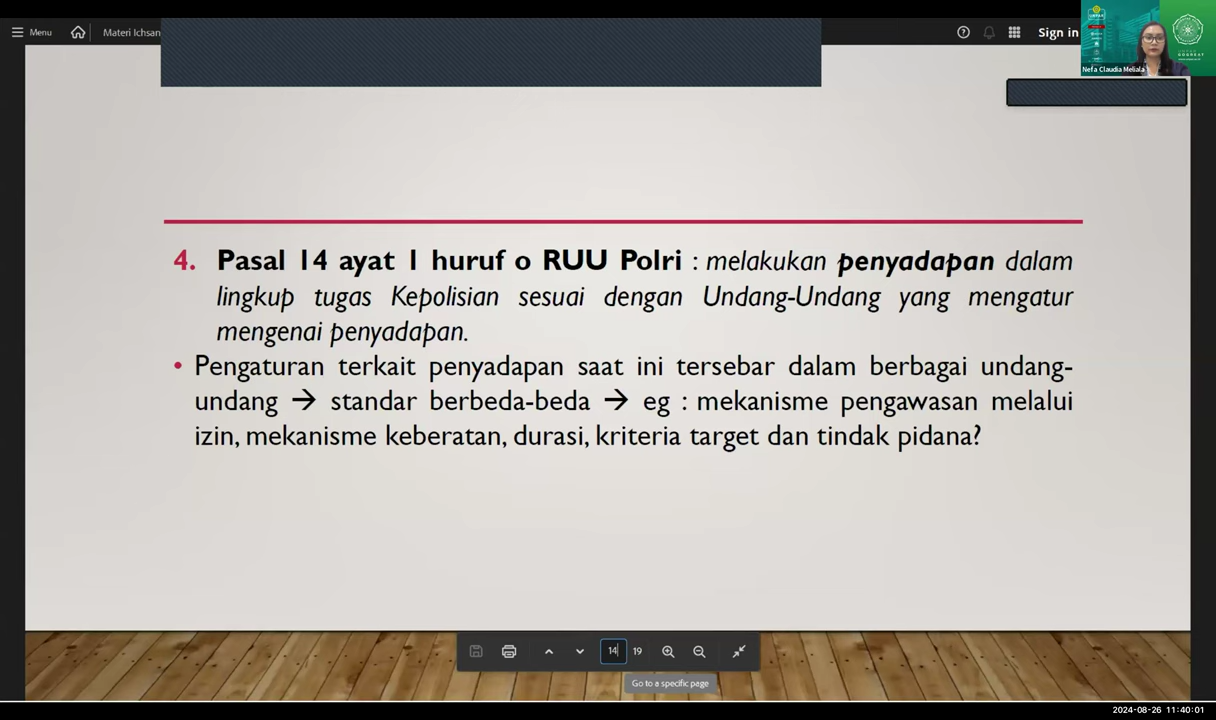 Menu
Materi Ichsan
Sign in
Nefa Claudia Meliala
4. Pasal 14 ayat 1 huruf o RUU Polri : melakukan penyadapan dalam
lingkup tugas Kepolisian sesuai dengan Undang-Undang yang mengatur
mengenai penyadapan.
• Pengaturan terkait penyadapan saat ini tersebar dalam berbagai undang-
undang → standar berbeda-beda → eg : mekanisme pengawasan melalui
izin, mekanisme keberatan, durasi, kriteria target dan tindak pidana?
14 19
Go to a specific page
2024-08-26 11:40:01